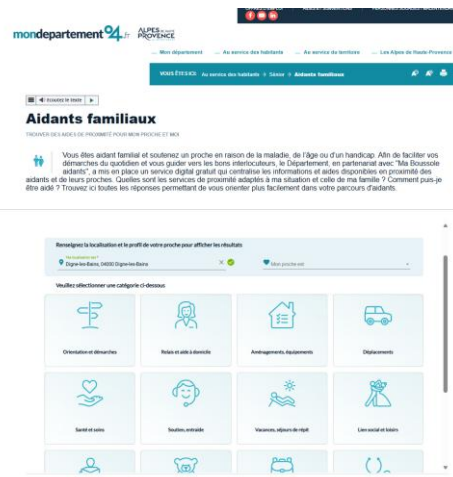 mondepartement04.fr
ALPES DE HAUTE PROVENCE
... Mon département ... Au service des habitants ... Au service du territoire ... Les Alpes de Haute-Provence
VOUS ÊTES ICI: Au service des habitants Sénior Aidants familiaux
Écoutez le texte
Aidants familiaux
TROUVER DES AIDES DE PROXIMITÉ POUR MON PROCHE ET MOI
Vous êtes aidant familial et soutenez un proche en raison de la maladie, de l'âge ou d'un handicap. Afin de faciliter vos
démarches du quotidien et vous guider vers les bons interlocuteurs, le Département, en partenariat avec "Ma Boussole
aidants", a mis en place un service digital gratuit qui centralise les informations et aides disponibles en proximité des
aidants et de leurs proches. Quelles sont les services de proximité adaptés à ma situation et celle de ma famille ? Comment puis-je
être aidé ? Trouvez ici toutes les réponses permettant de vous orienter plus facilement dans votre parcours d'aidants.
Renseignez la localisation et le profil de votre proche pour afficher les résultats
Digne-les-Bains, 04000 Digne-les-Bains
Mon proche est
Veuillez sélectionner une catégorie ci-dessous
Orientation et démarches
Relais et aide à domicile
Aménagements, équipements
Déplacements
Santé et soins
Soutien, entraide
Vacances, séjours de répit
Lien social et loisirs